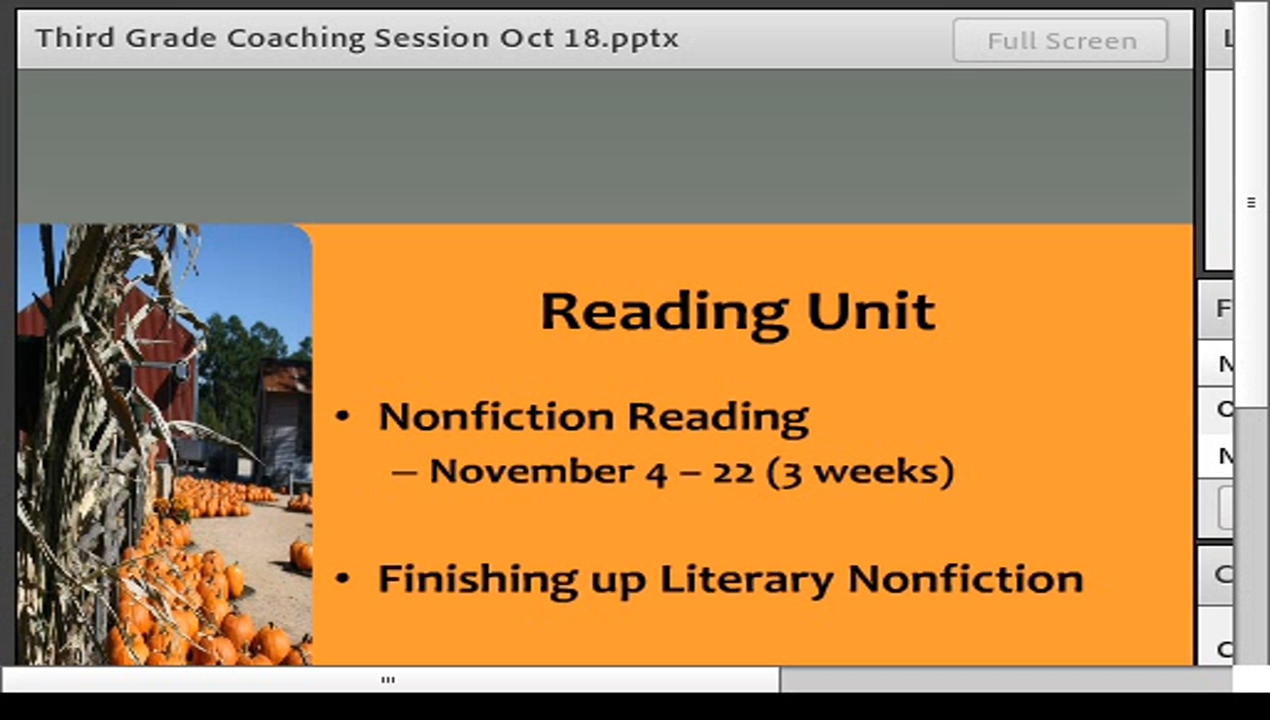 Third Grade Coaching Session Oct 18.pptx
Full Screen
Reading Unit
• Nonfiction Reading
– November 4 – 22 (3 weeks)
• Finishing up Literary Nonfiction